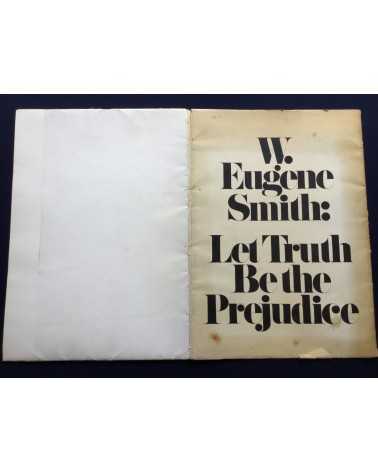 W.
Eugene
Smith:
Let Truth
Be the
Prejudice